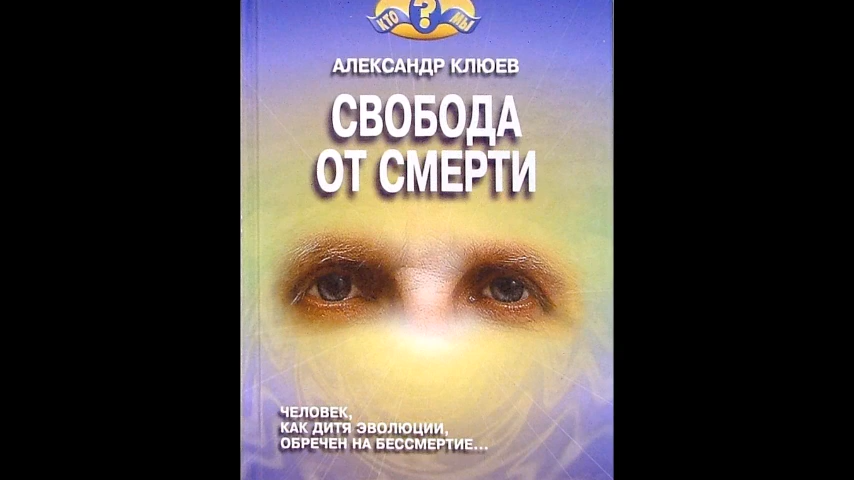 КТО ? МЫ
АЛЕКСАНДР КЛЮЕВ
СВОБОДА
ОТ СМЕРТИ
ЧЕЛОВЕК,
КАК ДИТЯ ЭВОЛЮЦИИ,
ОБРЕЧЕН НА БЕССМЕРТИЕ...